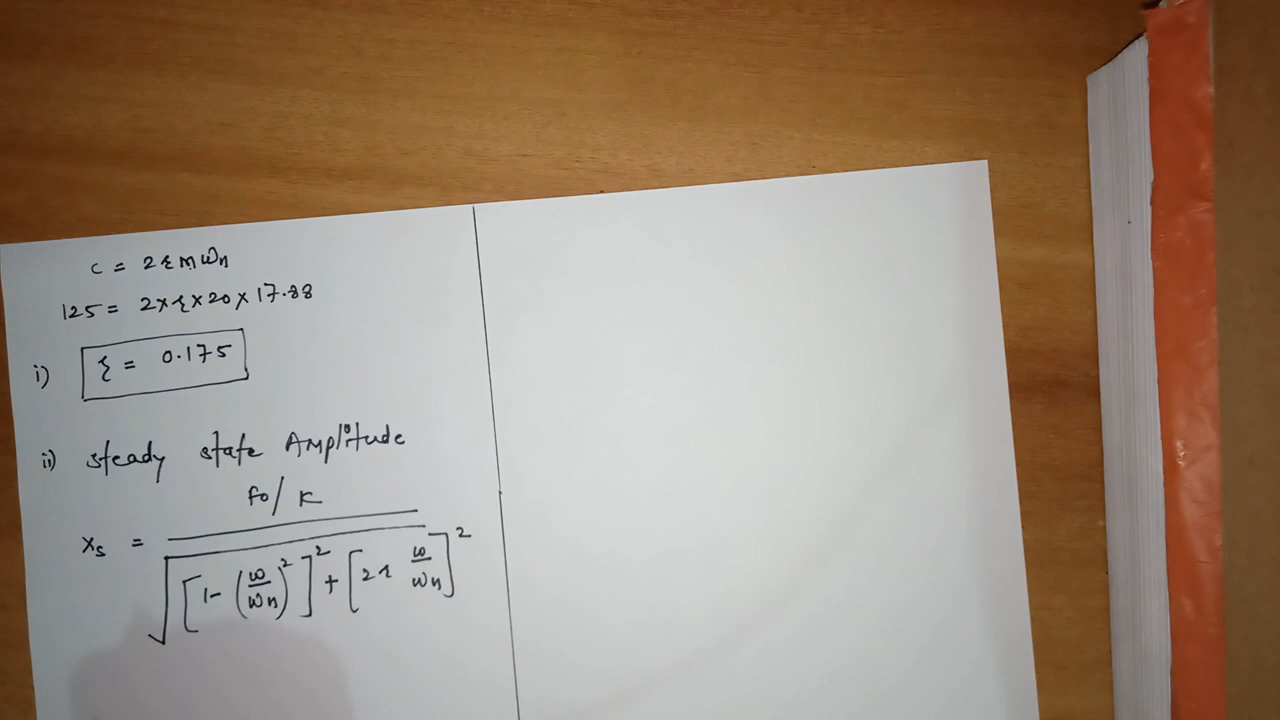 c = 2ξmωn
125 = 2×ξ×20×17.88
i) ξ = 0.175
ii) steady state Amplitude
xs = (Fo/K) / √([1-(ω/ωn)²]² + [2ξ ω/ωn]²)